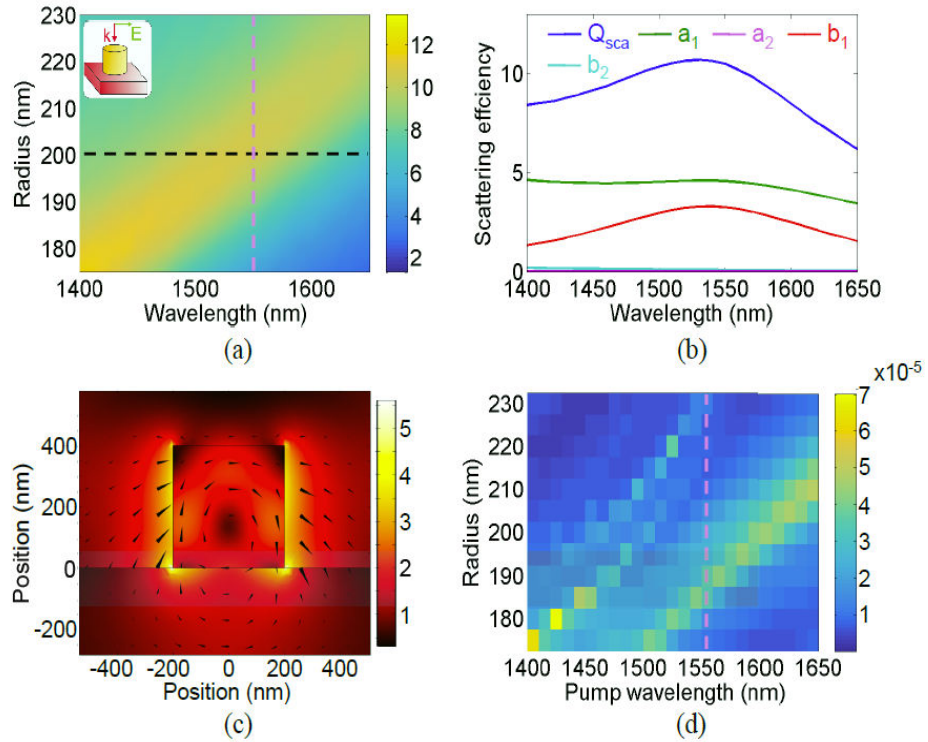 k
E
Radius (nm)
230
220
210
200
190
180
1400
1500
1600
Wavelength (nm)
12
10
8
6
4
2
(a)
Q_sca a_1 a_2 b_1
b_2
Scattering effciency
10
5
0
1400 1450 1500 1550 1600 1650
Wavelength (nm)
(b)
Position (nm)
400
200
0
-200
-400 -200 0 200 400
Position (nm)
5
4
3
2
1
(c)
x10^-5
Radius (nm)
230
220
210
200
190
180
1400 1450 1500 1550 1600 1650
Pump wavelength (nm)
7
6
5
4
3
2
1
(d)